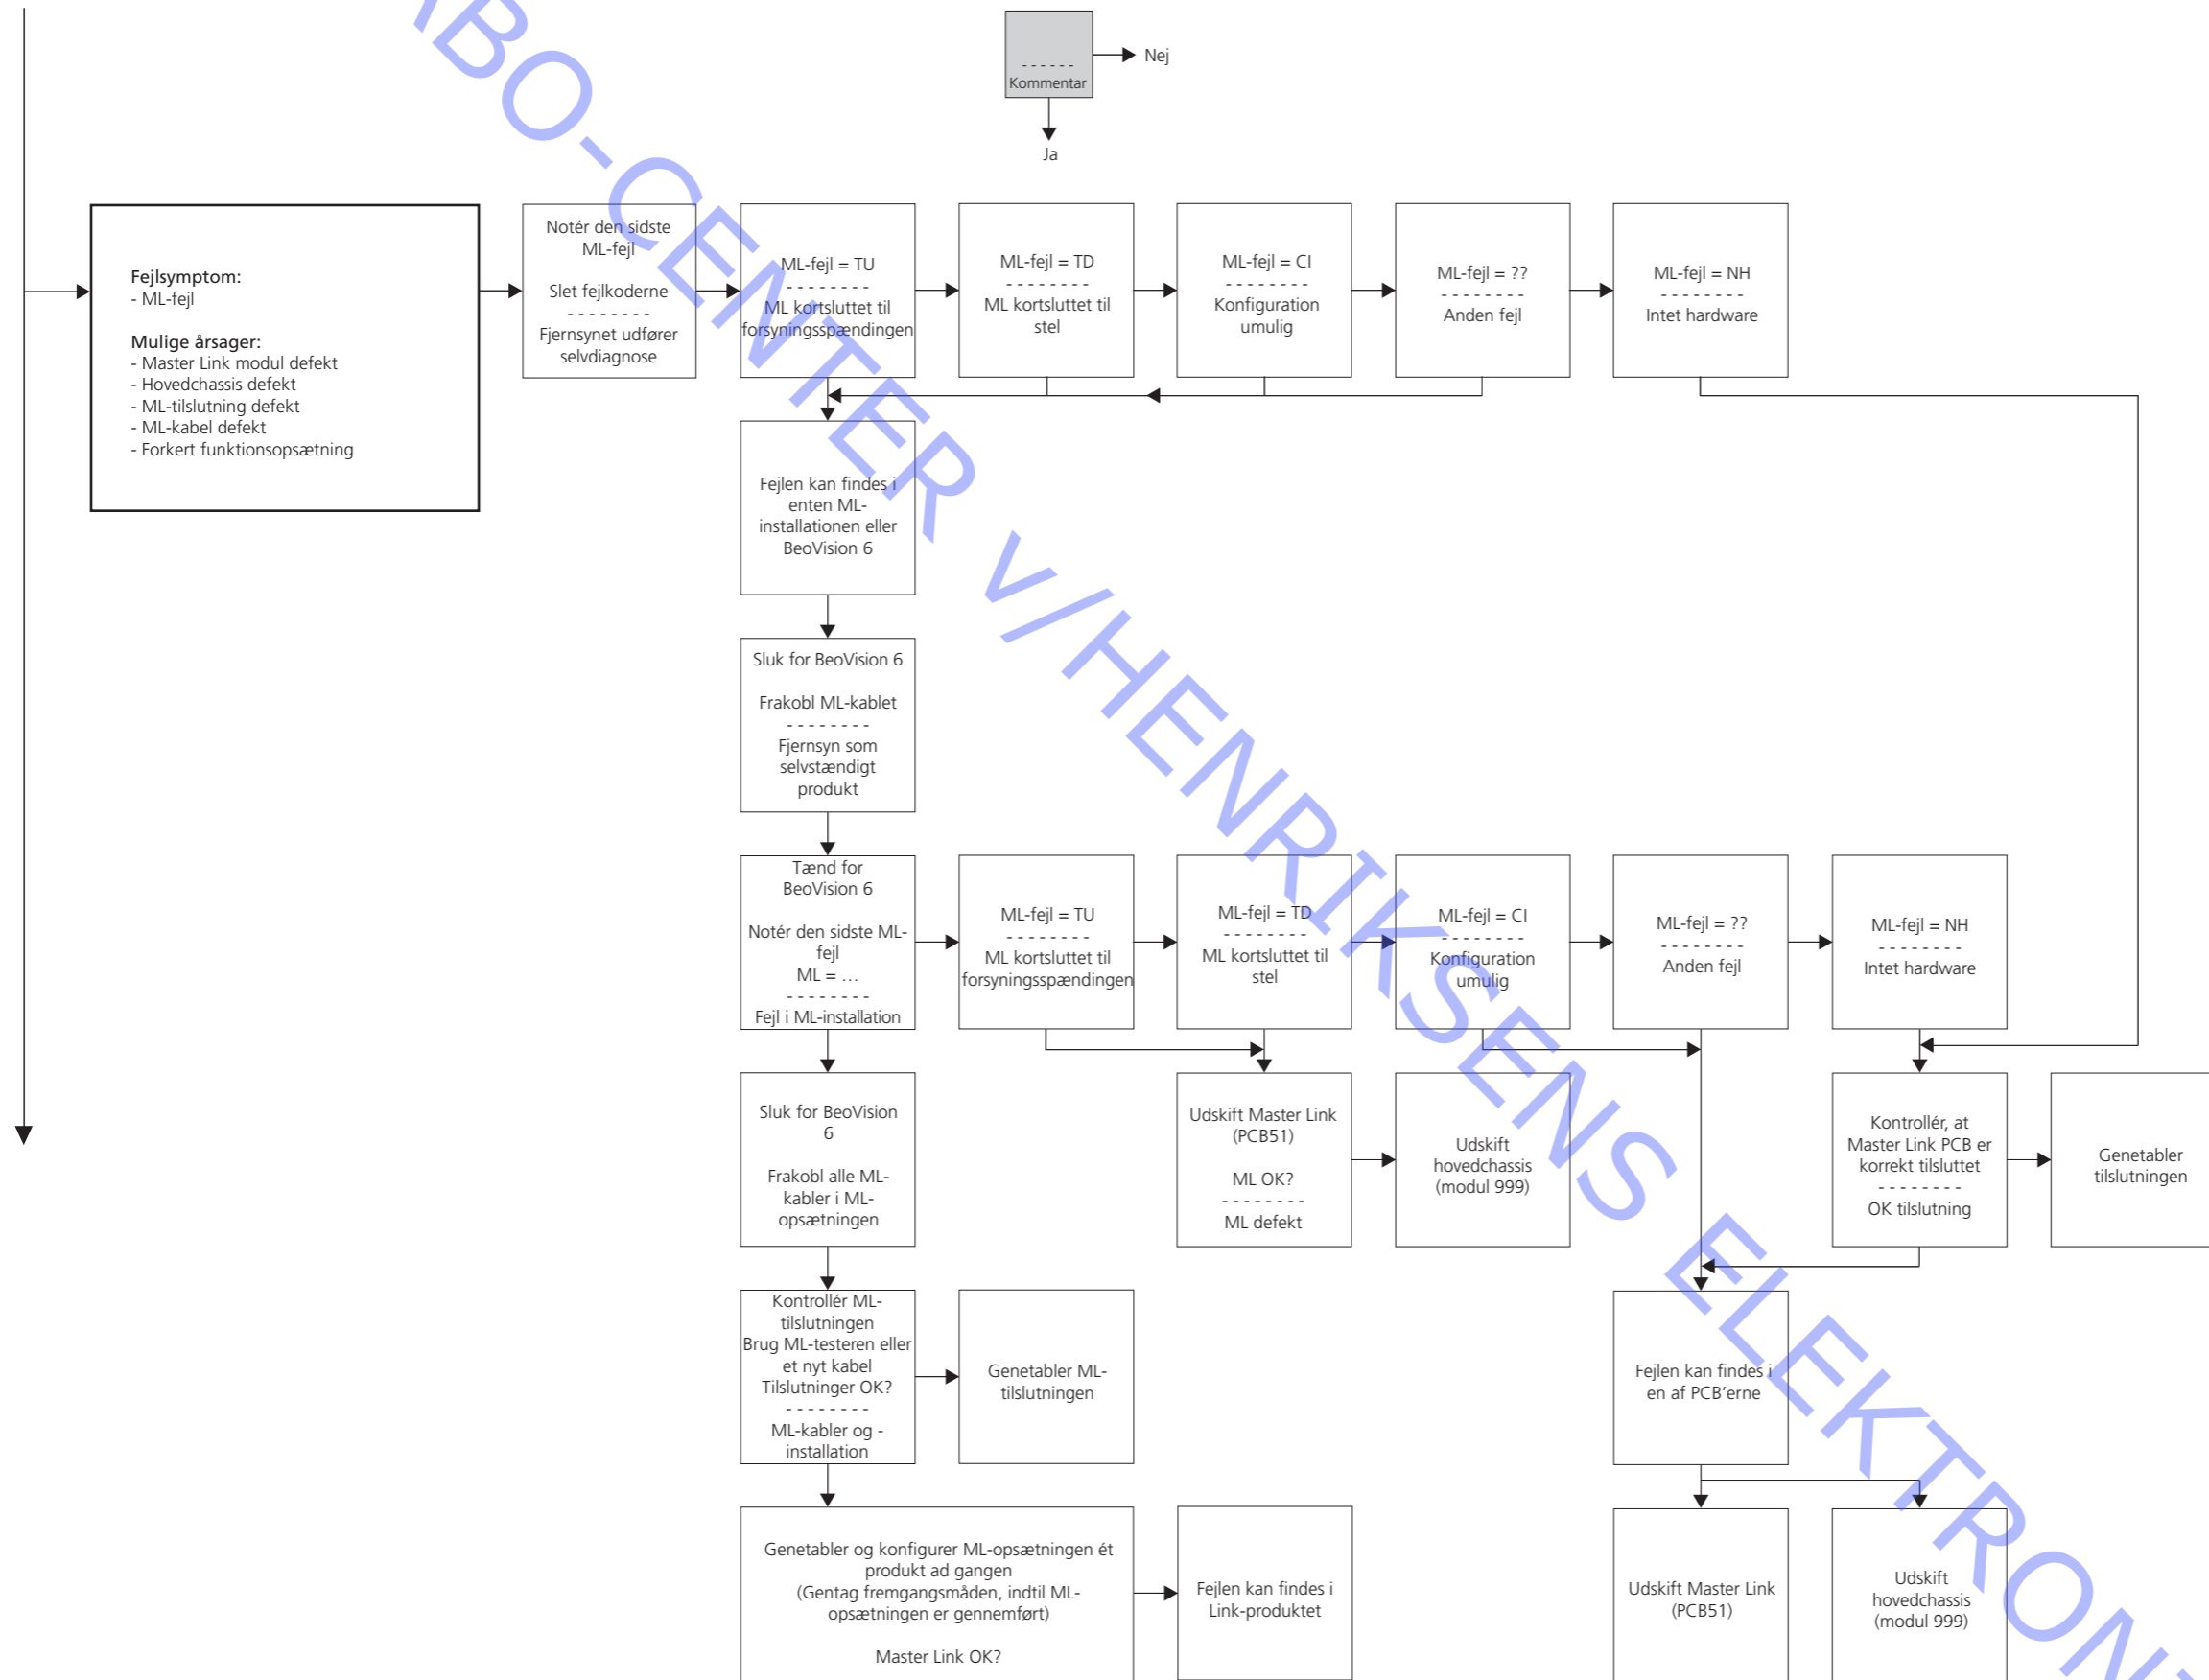 Kommentar
Nej
Ja
Fejlsymptom:
- ML-fejl
Mulige årsager:
- Master Link modul defekt
- Hovedchassis defekt
- ML-tilslutning defekt
- ML-kabel defekt
- Forkert funktionsopsætning
Notér den sidste
ML-fejl
Slet fejlkoderne
- - - - - - - -
Fjernsynet udfører
selvdiagnose
ML-fejl = TU
- - - - - - - -
ML kortsluttet til
forsyningsspændingen
ML-fejl = TD
- - - - - - - -
ML kortsluttet til
stel
ML-fejl = CI
- - - - - - - -
Konfiguration
umulig
ML-fejl = ??
- - - - - - - -
Anden fejl
ML-fejl = NH
- - - - - - - -
Intet hardware
Fejlen kan findes i
enten ML-
installationen eller
BeoVision 6
Sluk for BeoVision 6
Frakobl ML-kablet
- - - - - - - -
Fjernsyn som
selvstændigt
produkt
Tænd for
BeoVision 6
Notér den sidste ML-
fejl
ML = ...
- - - - - - - -
Fejl i ML-installation
ML-fejl = TU
- - - - - - - -
ML kortsluttet til
forsyningsspændingen
ML-fejl = TD
- - - - - - - -
ML kortsluttet til
stel
ML-fejl = CI
- - - - - - - -
Konfiguration
umulig
ML-fejl = ??
- - - - - - - -
Anden fejl
ML-fejl = NH
- - - - - - - -
Intet hardware
Sluk for BeoVision
6
Frakobl alle ML-
kabler i ML-
opsætningen
Udskift Master Link
(PCB51)
ML OK?
- - - - - - - -
ML defekt
Udskift
hovedchassis
(modul 999)
Kontrollér, at
Master Link PCB er
korrekt tilsluttet
- - - - - - - -
OK tilslutning
Genetabler
tilslutningen
Kontrollér ML-
tilslutningen
Brug ML-testeren eller
et nyt kabel
Tilslutninger OK?
- - - - - - - -
ML-kabler og -
installation
Genetabler ML-
tilslutningen
Fejlen kan findes i
en af PCB'erne
Genetabler og konfigurer ML-opsætningen ét
produkt ad gangen
(Gentag fremgangsmåden, indtil ML-
opsætningen er gennemført)
Master Link OK?
Fejlen kan findes i
Link-produktet
Udskift Master Link
(PCB51)
Udskift
hovedchassis
(modul 999)
BO-CENTER v/HENRIKSENS ELEKTRON